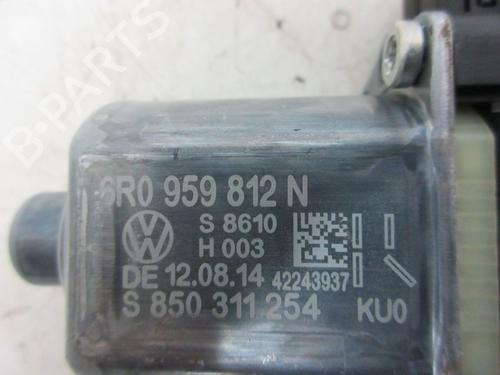 6R0 959 812 N
S 8610
H 003
DE 12.08.14
42243937
S 850 311 254
KU0
B-PARTS